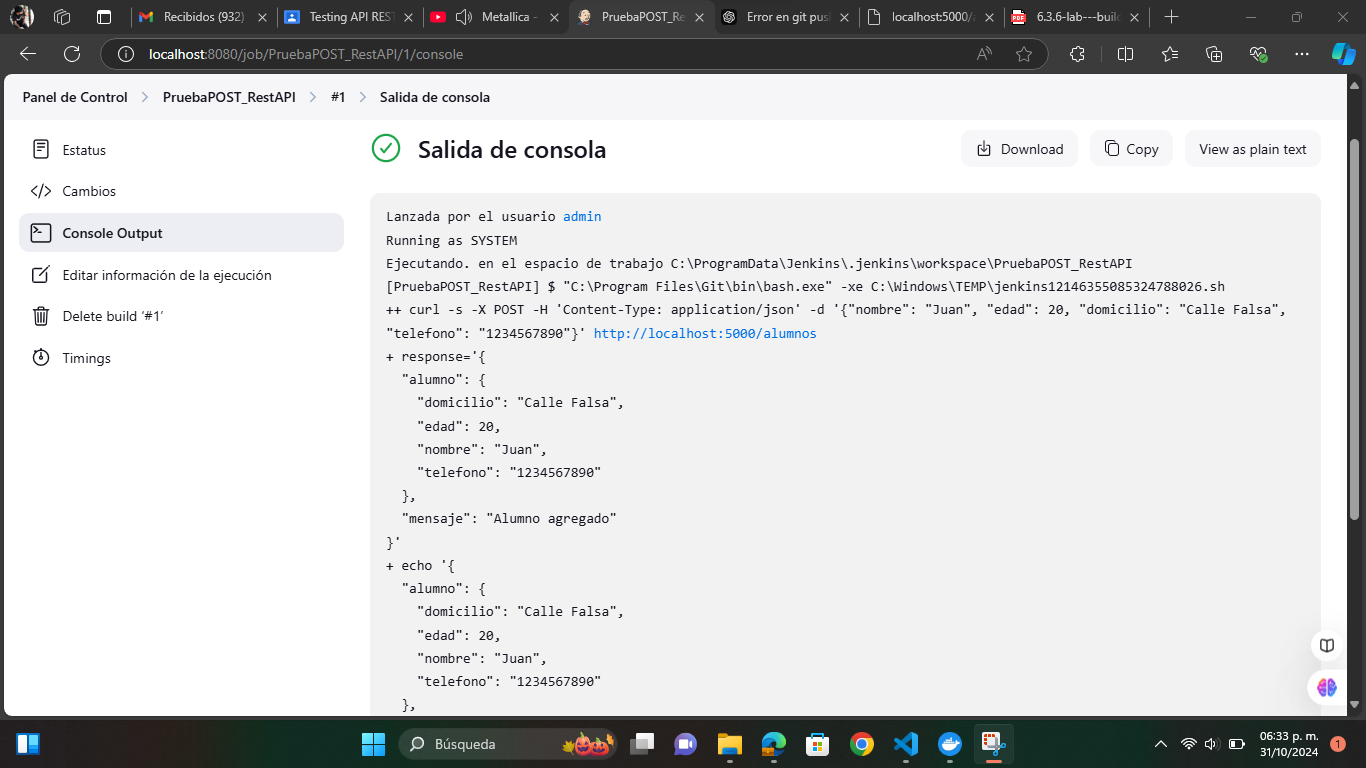 Recibidos (932)
Testing API REST
Metallica -
PruebaPOST_Re
Error en git pus
localhost:5000/a
6.3.6-lab---buil
localhost:8080/job/PruebaPOST_RestAPI/1/console
Panel de Control > PruebaPOST_RestAPI > #1 > Salida de consola
Estatus
Cambios
Console Output
Editar información de la ejecución
Delete build ‘#1’
Timings
Salida de consola
Download
Copy
View as plain text
Lanzada por el usuario admin
Running as SYSTEM
Ejecutando. en el espacio de trabajo C:\ProgramData\Jenkins\.jenkins\workspace\PruebaPOST_RestAPI
[PruebaPOST_RestAPI] $ "C:\Program Files\Git\bin\bash.exe" -xe C:\Windows\TEMP\jenkins12146355085324788026.sh
++ curl -s -X POST -H 'Content-Type: application/json' -d '{"nombre": "Juan", "edad": 20, "domicilio": "Calle Falsa",
"telefono": "1234567890"}' http://localhost:5000/alumnos
+ response='{
"alumno": {
"domicilio": "Calle Falsa",
"edad": 20,
"nombre": "Juan",
"telefono": "1234567890"
},
"mensaje": "Alumno agregado"
}'
+ echo '{
"alumno": {
"domicilio": "Calle Falsa",
"edad": 20,
"nombre": "Juan",
"telefono": "1234567890"
},
Búsqueda
06:33 p. m.
31/10/2024
1